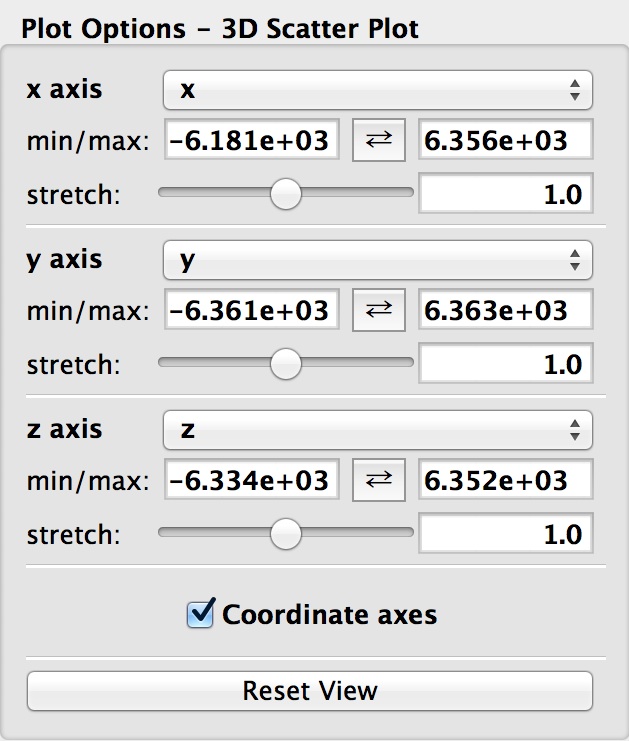 Plot Options – 3D Scatter Plot
x axis x
min/max: −6.181e+03 ⇄ 6.356e+03
stretch: 1.0
y axis y
min/max: −6.361e+03 ⇄ 6.363e+03
stretch: 1.0
z axis z
min/max: −6.334e+03 ⇄ 6.352e+03
stretch: 1.0
Coordinate axes
Reset View